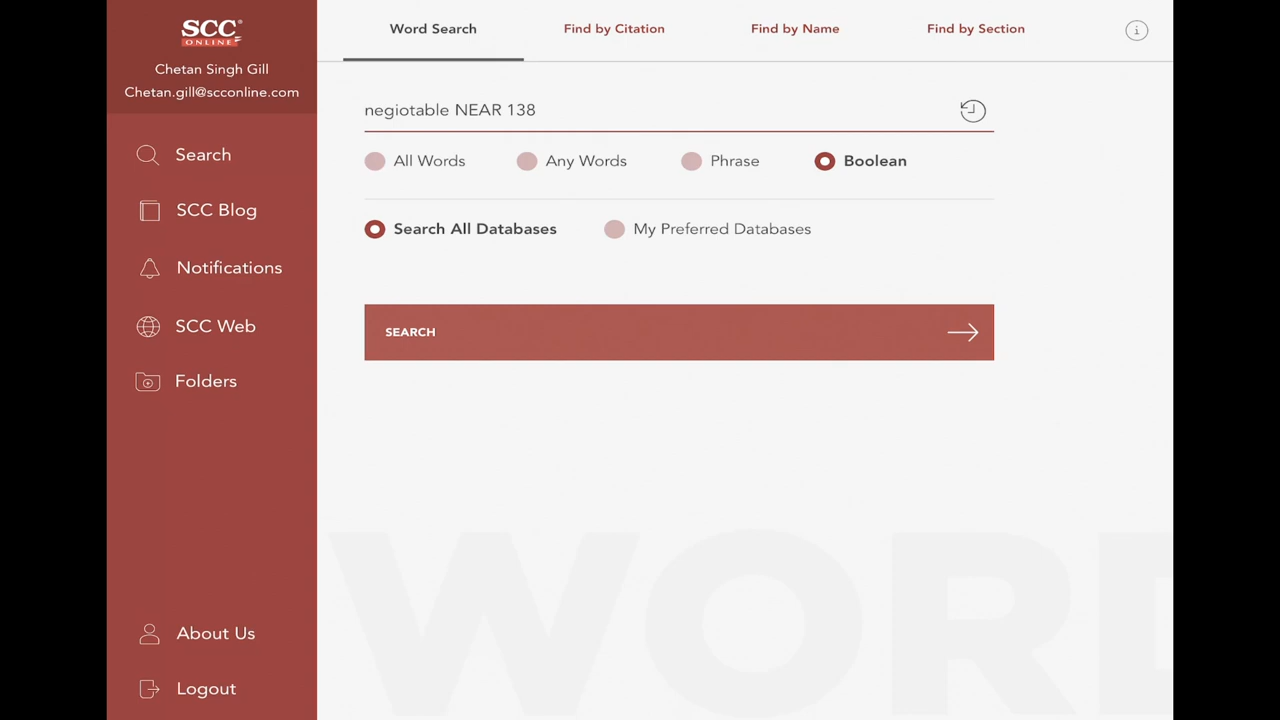 SCC®
ONLINE
Chetan Singh Gill
Chetan.gill@scconline.com
Search
SCC Blog
Notifications
SCC Web
Folders
About Us
Logout
Word Search
Find by Citation
Find by Name
Find by Section
i
negiotable NEAR 138
All Words
Any Words
Phrase
Boolean
Search All Databases
My Preferred Databases
SEARCH
WORD